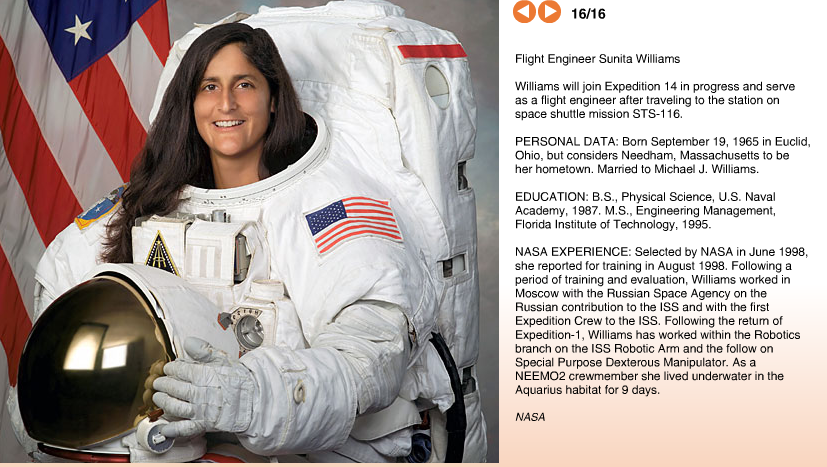 16/16
Flight Engineer Sunita Williams
Williams will join Expedition 14 in progress and serve
as a flight engineer after traveling to the station on
space shuttle mission STS-116.
PERSONAL DATA: Born September 19, 1965 in Euclid,
Ohio, but considers Needham, Massachusetts to be
her hometown. Married to Michael J. Williams.
EDUCATION: B.S., Physical Science, U.S. Naval
Academy, 1987. M.S., Engineering Management,
Florida Institute of Technology, 1995.
NASA EXPERIENCE: Selected by NASA in June 1998,
she reported for training in August 1998. Following a
period of training and evaluation, Williams worked in
Moscow with the Russian Space Agency on the
Russian contribution to the ISS and with the first
Expedition Crew to the ISS. Following the return of
Expedition-1, Williams has worked within the Robotics
branch on the ISS Robotic Arm and the follow on
Special Purpose Dexterous Manipulator. As a
NEEMO2 crewmember she lived underwater in the
Aquarius habitat for 9 days.
NASA